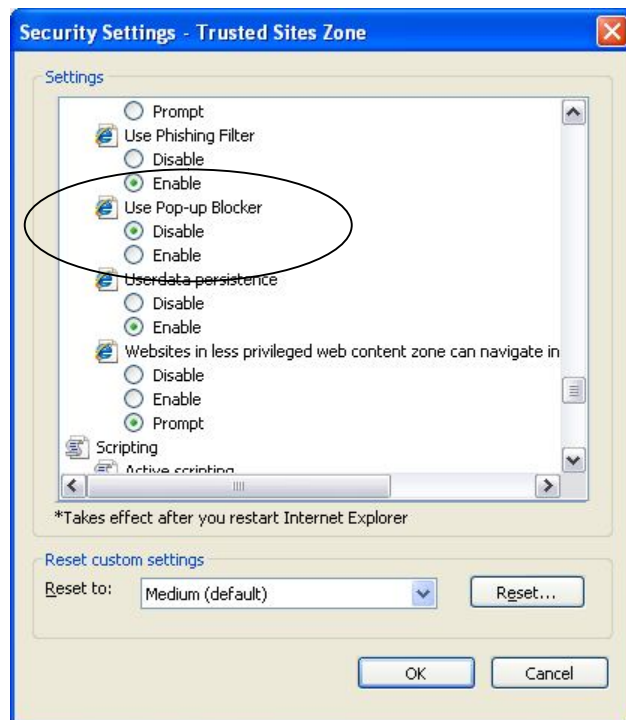 Security Settings - Trusted Sites Zone
Settings
Prompt
Use Phishing Filter
Disable
Enable
Use Pop-up Blocker
Disable
Enable
Userdata persistence
Disable
Enable
Websites in less privileged web content zone can navigate in
Disable
Enable
Prompt
Scripting
Active scripting
*Takes effect after you restart Internet Explorer
Reset custom settings
Reset to: Medium (default) Reset...
OK Cancel